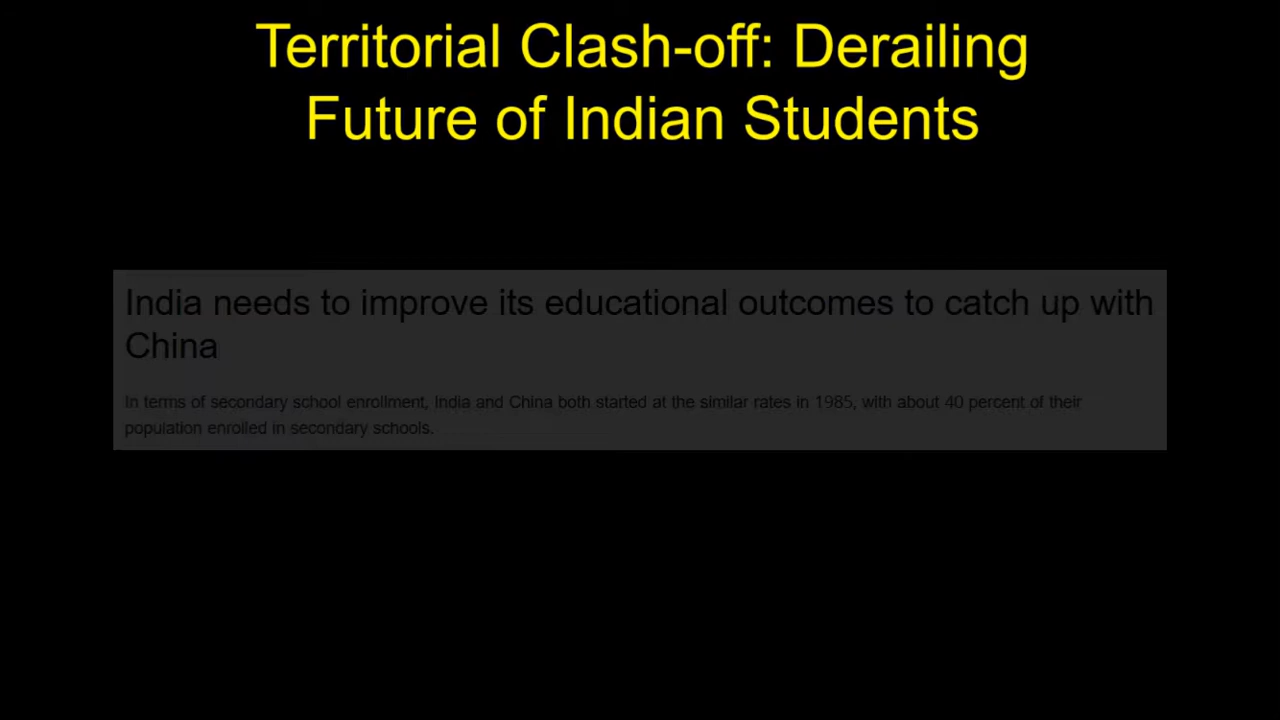 Territorial Clash-off: Derailing
Future of Indian Students
India needs to improve its educational outcomes to catch up with
China
In terms of secondary school enrollment, India and China both started at the similar rates in 1985, with about 40 percent of their
population enrolled in secondary schools.